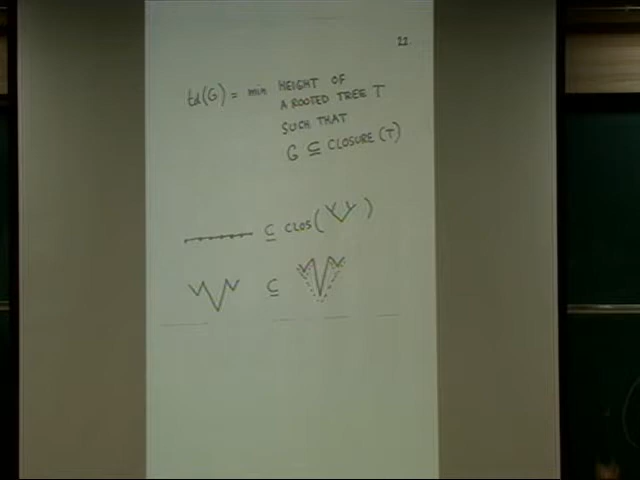 22.
td(G) = min HEIGHT OF
A ROOTED TREE T
SUCH THAT
G ⊆ CLOSURE (T)
⊆ CLOS( )
⊆